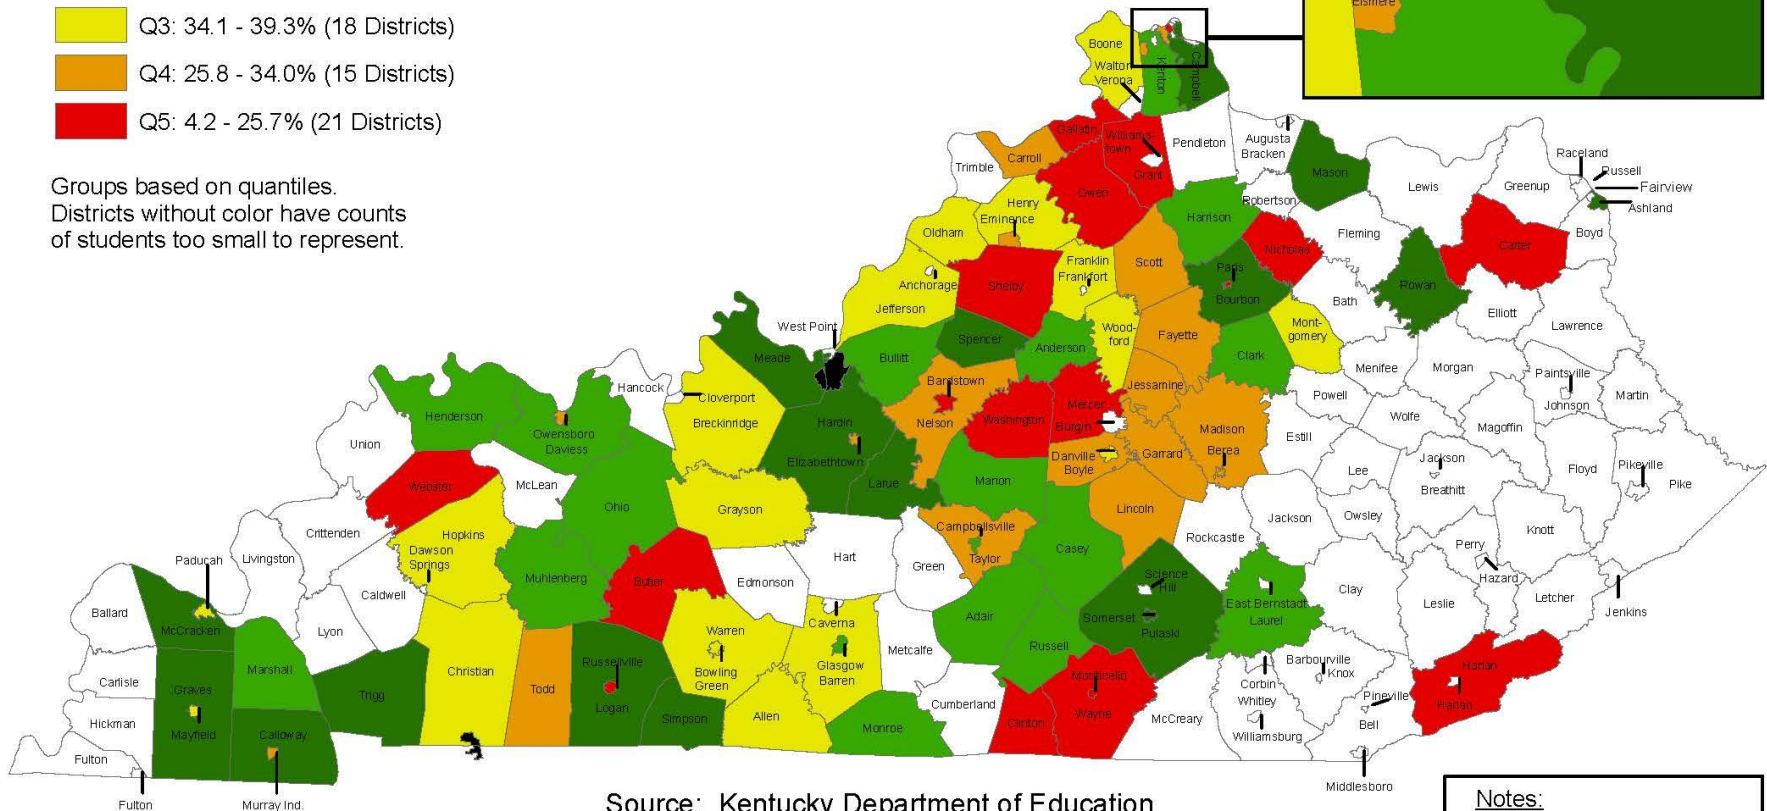 Q3: 34.1 - 39.3% (18 Districts)
Q4: 25.8 - 34.0% (15 Districts)
Q5: 4.2 - 25.7% (21 Districts)
Groups based on quantiles.
Districts without color have counts
of students too small to represent.
Elsmere
Boone
Walton
Verona
Kenton
Campbell
Gallatin
Williams-
town
Grant
Pendleton
Augusta
Bracken
Mason
Lewis
Greenup
Raceland
Russell
Fairview
Ashland
Boyd
Trimble
Carroll
Owen
Henry
Eminence
Oldham
Harrison
Robertson
Nicholas
Fleming
Carter
Rowan
Elliott
Lawrence
Franklin
Frankfort
Scott
Paris
Bourbon
Bath
Anchorage
Jefferson
Shelby
Wood-
ford
Fayette
Mont-
gomery
Clark
Menifee
Morgan
Paintsville
Johnson
Martin
West Point
Meade
Bullitt
Spencer
Anderson
Jessamine
Powell
Wolfe
Magoffin
Hancock
Cloverport
Breckinridge
Hardin
Elizabethtown
Larue
Bardstown
Nelson
Washington
Mercer
Burgin
Danville
Boyle
Garrard
Madison
Berea
Estill
Lee
Jackson
Breathitt
Floyd
Pikeville
Pike
Henderson
Owensboro
Daviess
Union
Webster
McLean
Ohio
Grayson
Marion
Lincoln
Rockcastle
Jackson
Owsley
Knott
Perry
Hazard
Letcher
Jenkins
Leslie
Clay
Crittenden
Hopkins
Dawson
Springs
Livingston
Paducah
Caldwell
Muhlenberg
Butler
Edmonson
Hart
Green
Campbellsville
Taylor
Casey
Science
Hill
Somerset
Pulaski
East Bernstadt
Laurel
Ballard
McCracken
Lyon
Warren
Bowling
Green
Caverna
Glasgow
Barren
Adair
Russell
Metcalfe
Carlisle
Graves
Mayfield
Marshall
Trigg
Christian
Todd
Russellville
Logan
Simpson
Allen
Monroe
Cumberland
Clinton
Monticello
Wayne
McCreary
Corbin
Whitley
Williamsburg
Barbourville
Knox
Pineville
Bell
Middlesboro
Harlan
Harlan
Hickman
Calloway
Fulton
Fulton
Murray Ind.
Source: Kentucky Department of Education
Notes: